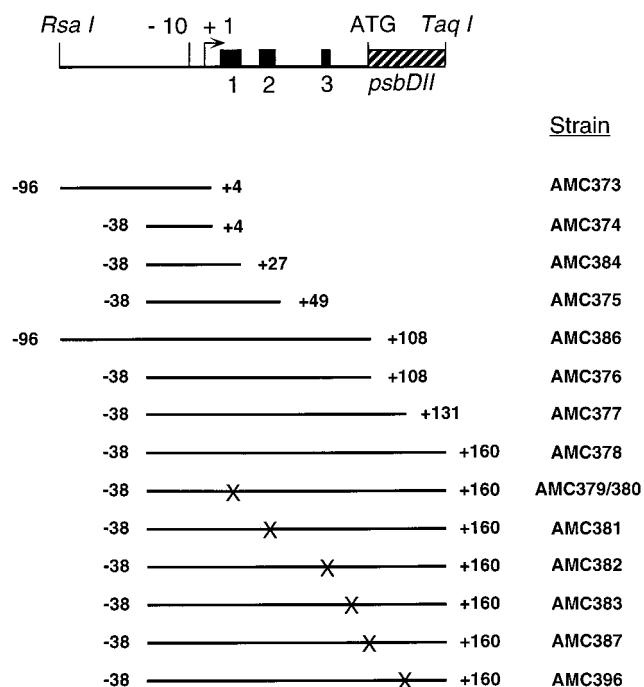 Rsa I - 10 + 1 ATG Taq I
1 2 3 psbDII
Strain
-96 +4 AMC373
-38 +4 AMC374
-38 +27 AMC384
-38 +49 AMC375
-96 +108 AMC386
-38 +108 AMC376
-38 +131 AMC377
-38 +160 AMC378
-38 X +160 AMC379/380
-38 X +160 AMC381
-38 X +160 AMC382
-38 X +160 AMC383
-38 X +160 AMC387
-38 X +160 AMC396